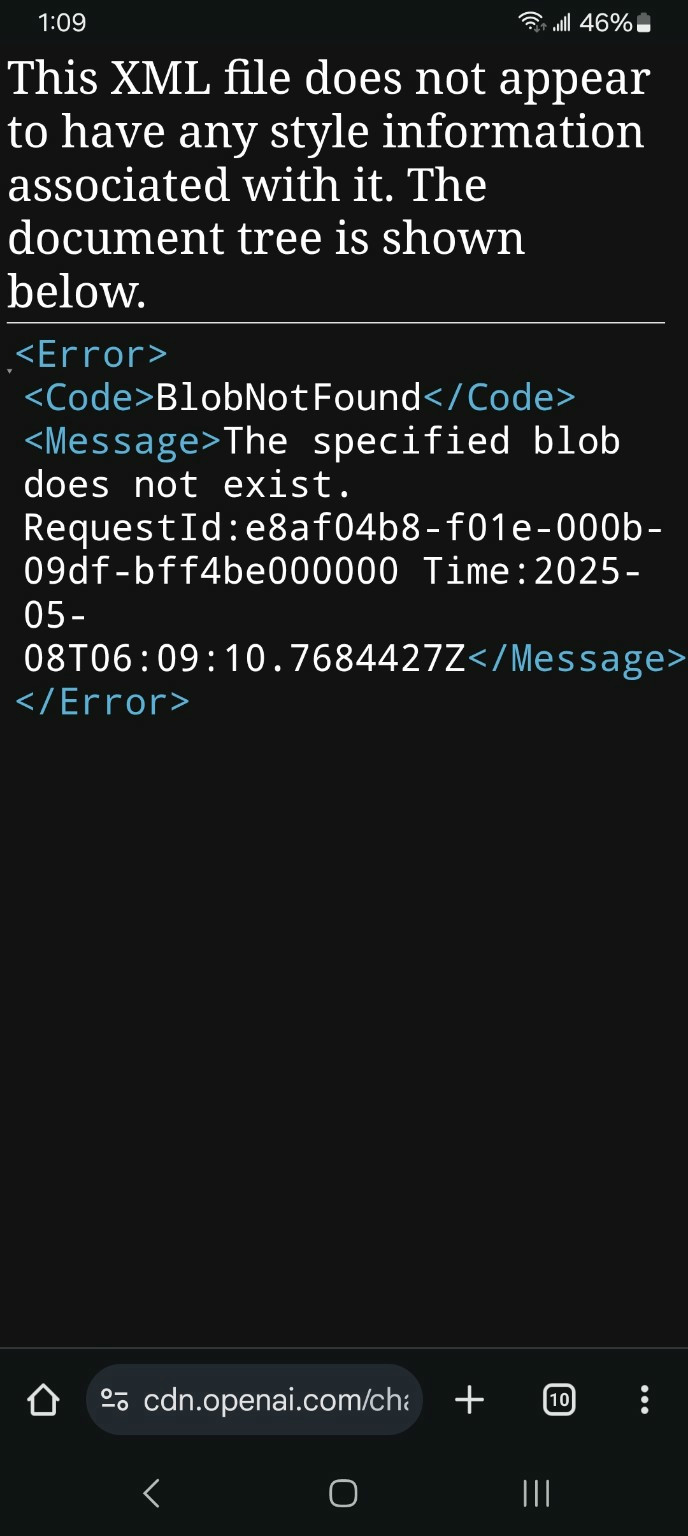 1:09
46%
This XML file does not appear
to have any style information
associated with it. The
document tree is shown
below.
<Error>
<Code>BlobNotFound</Code>
<Message>The specified blob
does not exist.
RequestId:e8af04b8-f01e-000b-
09df-bff4be000000 Time:2025-
05-
08T06:09:10.7684427Z</Message>
</Error>
cdn.openai.com/cha
10